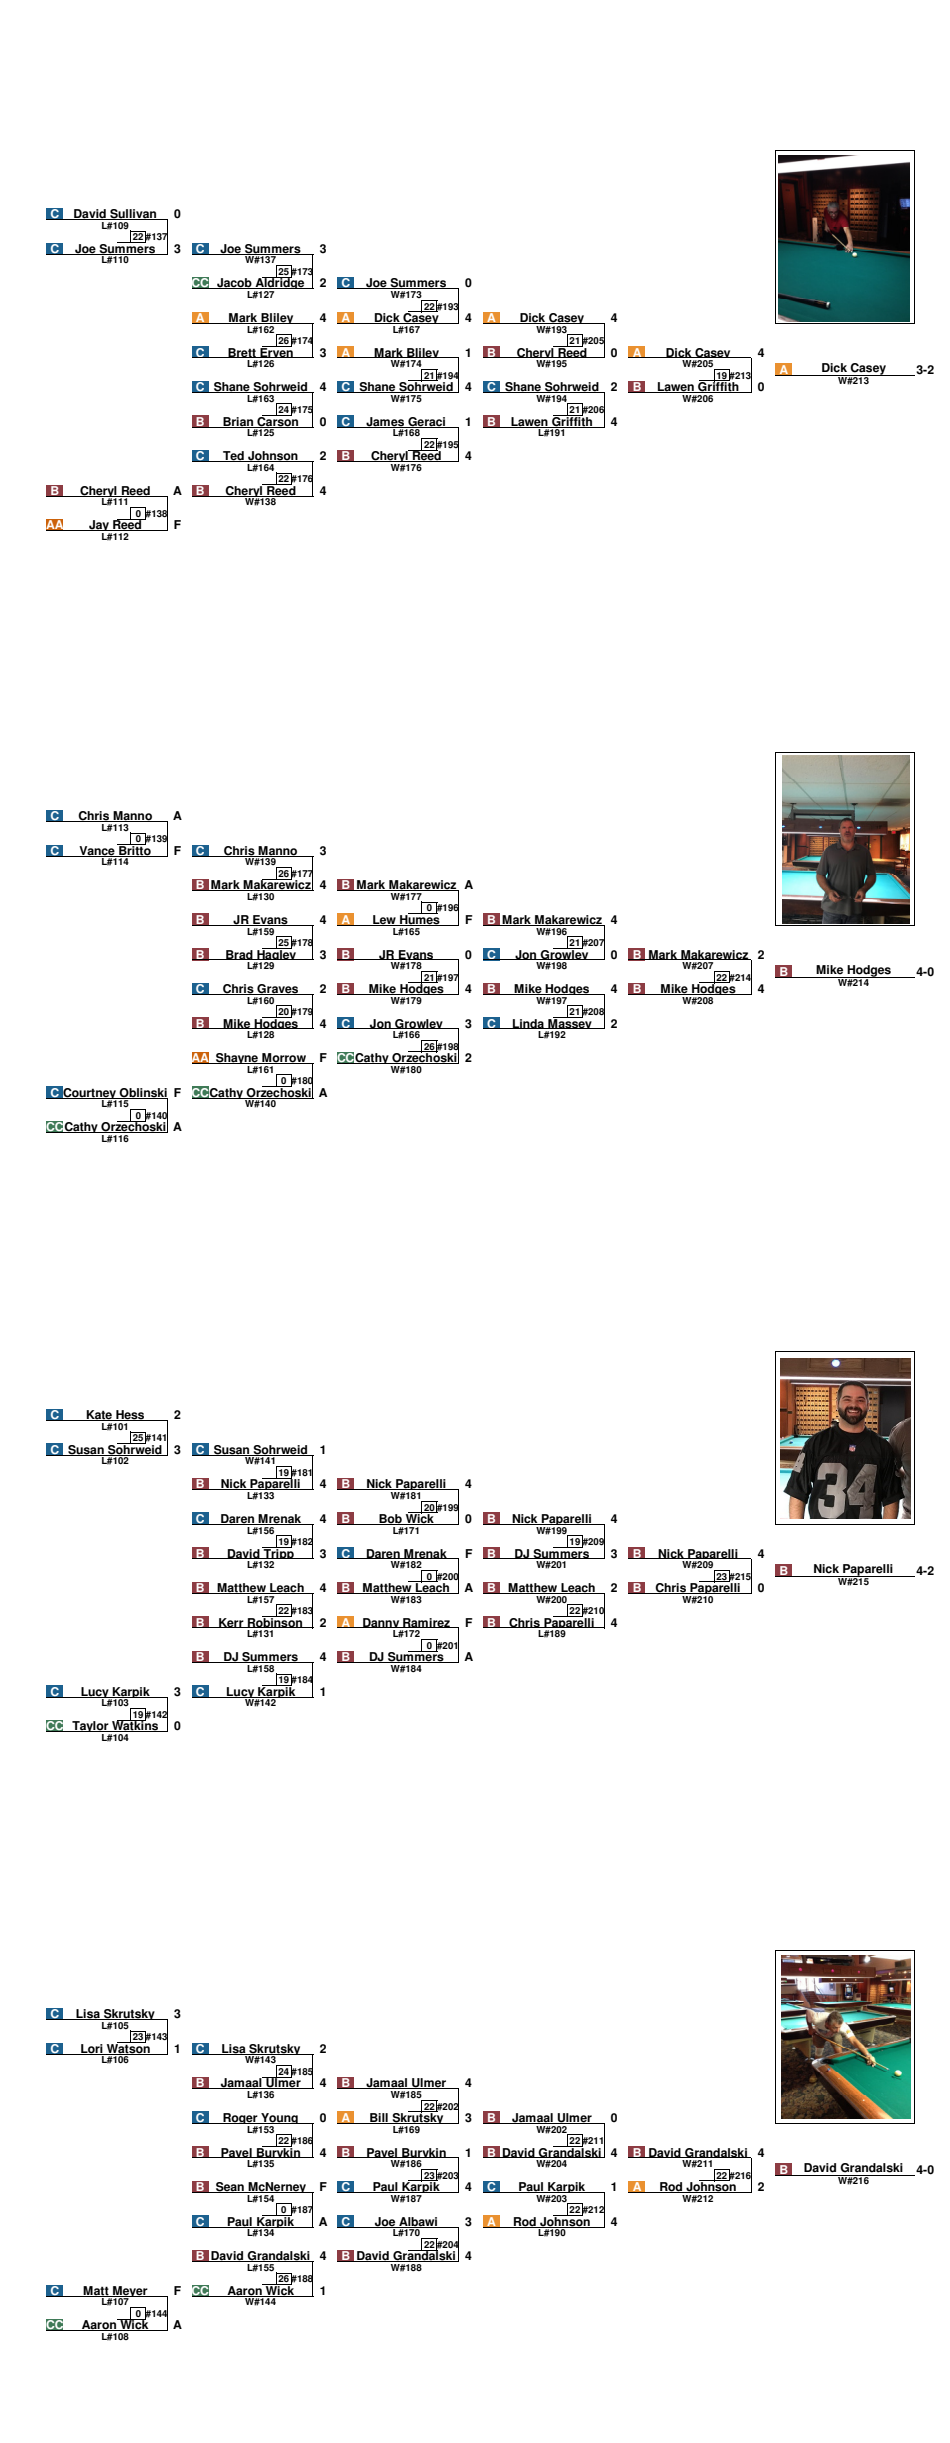 C David Sullivan 0
L#109
22 #137
C Joe Summers 3 C Joe Summers 3
L#110 W#137
25 #173
CC Jacob Aldridge 2 C Joe Summers 0
L#127 W#173
22 #193
A Mark Bliley 4 A Dick Casey 4 A Dick Casey 4
L#162 L#167 W#193
26 #174 21 #205
C Brett Erven 3 A Mark Bliley 1 B Cheryl Reed 0 A Dick Casey 4
L#126 W#174 W#195 W#205
21 #194 19 #213 A Dick Casey 3-2
W#213
C Shane Sohrweid 4 C Shane Sohrweid 4 C Shane Sohrweid 2 B Lawen Griffith 0
L#163 W#175 W#194 W#206
24 #175 21 #206
B Brian Carson 0 C James Geraci 1 B Lawen Griffith 4
L#125 L#168 L#191
22 #195
C Ted Johnson 2 B Cheryl Reed 4
L#164 W#176
22 #176
B Cheryl Reed A B Cheryl Reed 4
L#111 W#138
0 #138
AA Jay Reed F
L#112
C Chris Manno A
L#113
0 #139
C Vance Britto F C Chris Manno 3
L#114 W#139
26 #177
B Mark Makarewicz 4 B Mark Makarewicz A
L#130 W#177
0 #196
B JR Evans 4 A Lew Humes F B Mark Makarewicz 4
L#159 L#165 W#196
25 #178 21 #207
B Brad Hagley 3 B JR Evans 0 C Jon Growley 0 B Mark Makarewicz 2
L#129 W#178 W#198 W#207
21 #197 22 #214 B Mike Hodges 4-0
W#214
C Chris Graves 2 B Mike Hodges 4 B Mike Hodges 4 B Mike Hodges 4
L#160 W#179 W#197 W#208
20 #179 21 #208
B Mike Hodges 4 C Jon Growley 3 C Linda Massey 2
L#128 L#166 L#192
26 #198
AA Shayne Morrow F CC Cathy Orzechoski 2
L#161 W#180
0 #180
C Courtney Oblinski F CC Cathy Orzechoski A
L#115 W#140
0 #140
CC Cathy Orzechoski A
L#116
C Kate Hess 2
L#101
25 #141
C Susan Sohrweid 3 C Susan Sohrweid 1
L#102 W#141
19 #181
B Nick Paparelli 4 B Nick Paparelli 4
L#133 W#181
20 #199
C Daren Mrenak 4 B Bob Wick 0 B Nick Paparelli 4
L#156 L#171 W#199
19 #182 19 #209
B David Tripp 3 C Daren Mrenak F B DJ Summers 3 B Nick Paparelli 4
L#132 W#182 W#201 W#209
0 #200 23 #215 B Nick Paparelli 4-2
W#215
B Matthew Leach 4 B Matthew Leach A B Matthew Leach 2 B Chris Paparelli 0
L#157 W#183 W#200 W#210
22 #183 22 #210
B Kerr Robinson 2 A Danny Ramirez F B Chris Paparelli 4
L#131 L#172 L#189
0 #201
B DJ Summers 4 B DJ Summers A
L#158 W#184
19 #184
C Lucy Karpik 3 C Lucy Karpik 1
L#103 W#142
19 #142
CC Taylor Watkins 0
L#104
34
C Lisa Skrutsky 3
L#105
23 #143
C Lori Watson 1 C Lisa Skrutsky 2
L#106 W#143
24 #185
B Jamaal Ulmer 4 B Jamaal Ulmer 4
L#136 W#185
22 #202
C Roger Young 0 A Bill Skrutsky 3 B Jamaal Ulmer 0
L#153 L#169 W#202
22 #186 22 #211
B Pavel Burykin 4 B Pavel Burykin 1 B David Grandalski 4 B David Grandalski 4
L#135 W#186 W#204 W#211
23 #203 22 #216 B David Grandalski 4-0
W#216
B Sean McNerney F C Paul Karpik 4 C Paul Karpik 1 A Rod Johnson 2
L#154 W#187 W#203 W#212
0 #187 22 #212
C Paul Karpik A C Joe Albawi 3 A Rod Johnson 4
L#134 L#170 L#190
22 #204
B David Grandalski 4 B David Grandalski 4
L#155 W#188
26 #188
C Matt Meyer F CC Aaron Wick 1
L#107 W#144
0 #144
CC Aaron Wick A
L#108